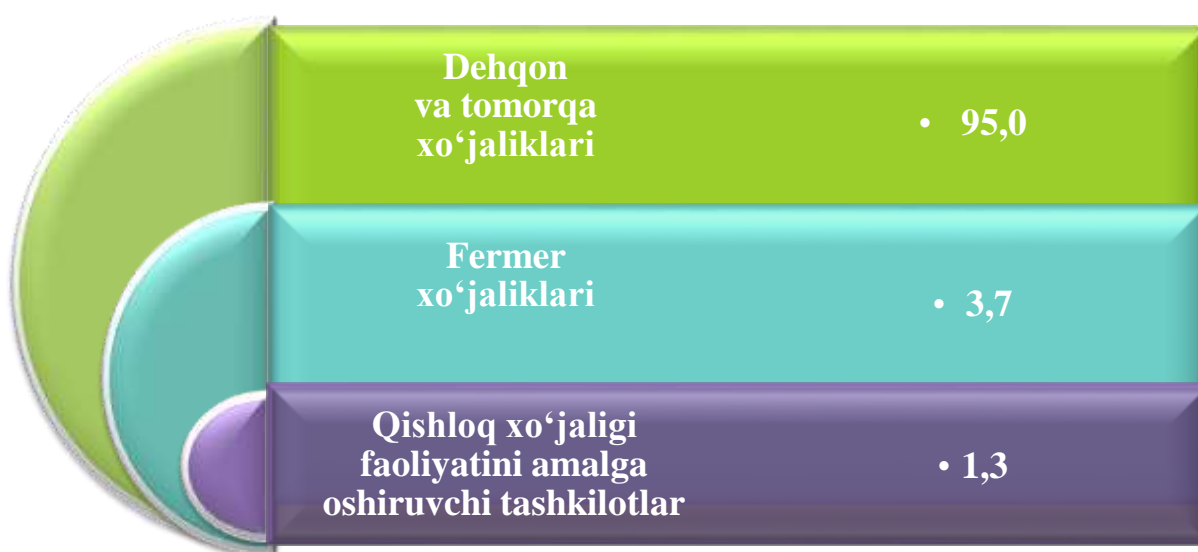 Dehqon
va tomorqa
xo‘jaliklari
• 95,0
Fermer
xo‘jaliklari
• 3,7
Qishloq xo‘jaligi
faoliyatini amalga
oshiruvchi tashkilotlar
• 1,3